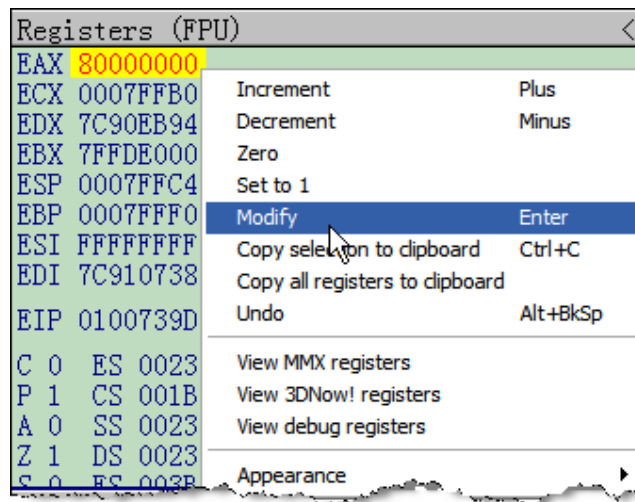 Registers (FPU) <
EAX 80000000
ECX 0007FFB0
EDX 7C90EB94
EBX 7FFDE000
ESP 0007FFC4
EBP 0007FFF0
ESI FFFFFFFF
EDI 7C910738
EIP 0100739D
C 0 ES 0023
P 1 CS 001B
A 0 SS 0023
Z 1 DS 0023
S 0 FS 003B
Increment Plus
Decrement Minus
Zero
Set to 1
Modify Enter
Copy selection to clipboard Ctrl+C
Copy all registers to clipboard
Undo Alt+BkSp
View MMX registers
View 3DNow! registers
View debug registers
Appearance